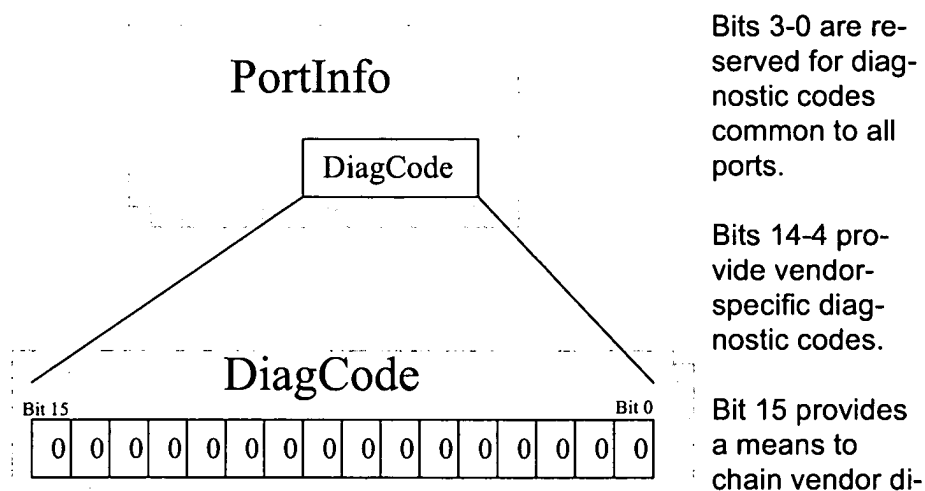 PortInfo
DiagCode
DiagCode
Bit 15
Bit 0
0 0 0 0 0 0 0 0 0 0 0 0 0 0 0 0
Bits 3-0 are re-
served for diag-
nostic codes
common to all
ports.
Bits 14-4 pro-
vide vendor-
specific diag-
nostic codes.
Bit 15 provides
a means to
chain vendor di-